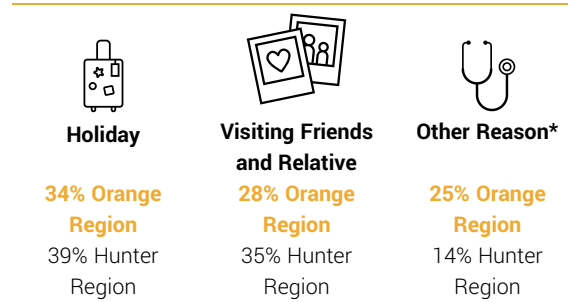 Holiday
34% Orange
Region
39% Hunter
Region
Visiting Friends
and Relative
28% Orange
Region
35% Hunter
Region
Other Reason*
25% Orange
Region
14% Hunter
Region